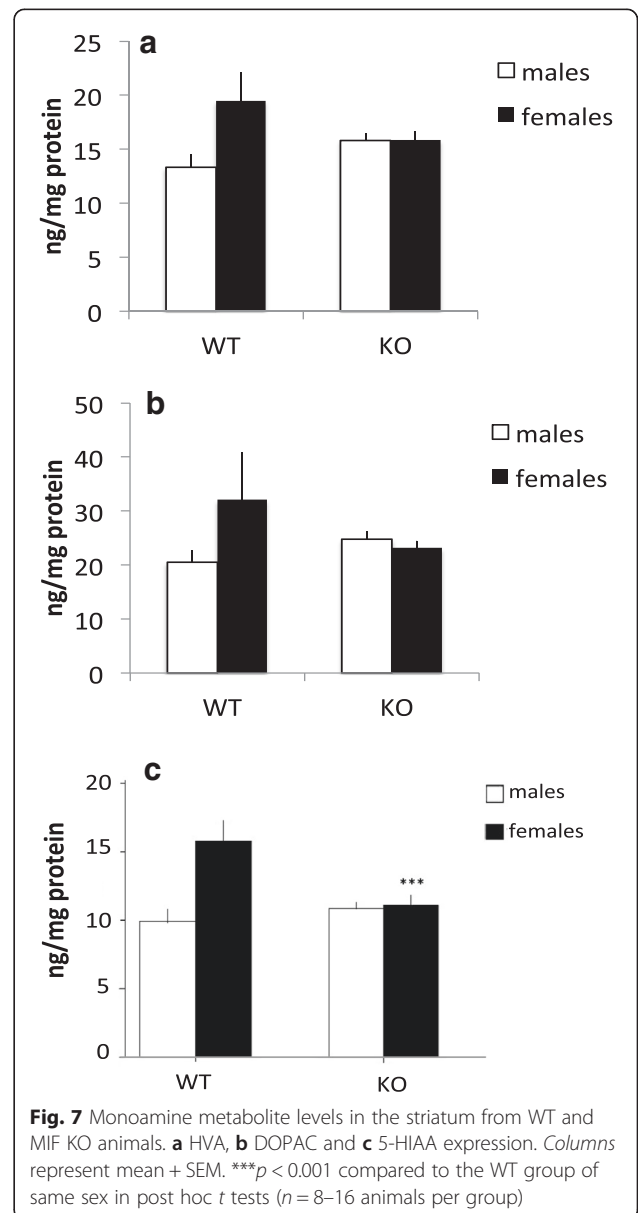 a
25
20
15
10
5
0
ng/mg protein
males
females
WT KO
b
50
40
30
20
10
0
ng/mg protein
males
females
WT KO
c
20
15
10
5
0
ng/mg protein
males
females
***
WT KO
Fig. 7 Monoamine metabolite levels in the striatum from WT and
MIF KO animals. a HVA, b DOPAC and c 5-HIAA expression. Columns
represent mean + SEM. ***p < 0.001 compared to the WT group of
same sex in post hoc t tests (n = 8–16 animals per group)